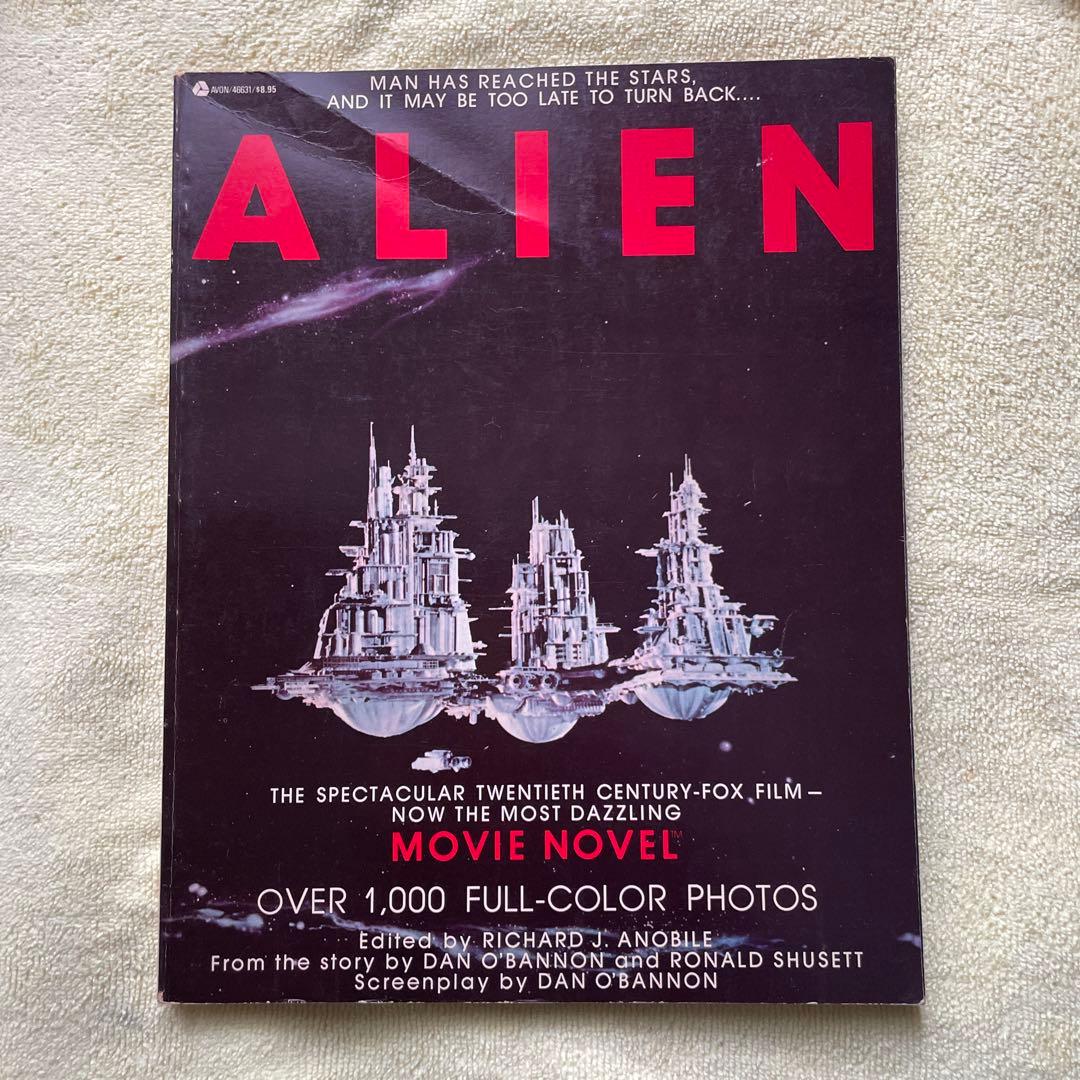 AVON/46631/$8.95
MAN HAS REACHED THE STARS,
AND IT MAY BE TOO LATE TO TURN BACK....
ALIEN
THE SPECTACULAR TWENTIETH CENTURY-FOX FILM—
NOW THE MOST DAZZLING
MOVIE NOVEL™
OVER 1,000 FULL-COLOR PHOTOS
Edited by RICHARD J. ANOBILE
From the story by DAN O'BANNON and RONALD SHUSETT
Screenplay by DAN O'BANNON